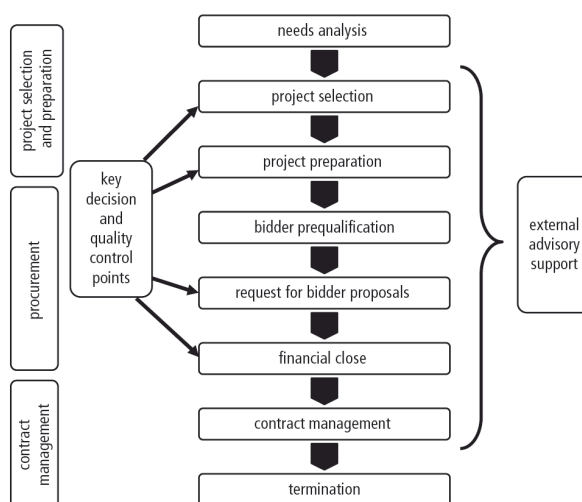 project selection
and preparation
procurement
contract
management
key
decision
and
quality
control
points
needs analysis
project selection
project preparation
bidder prequalification
request for bidder proposals
financial close
contract management
termination
external
advisory
support